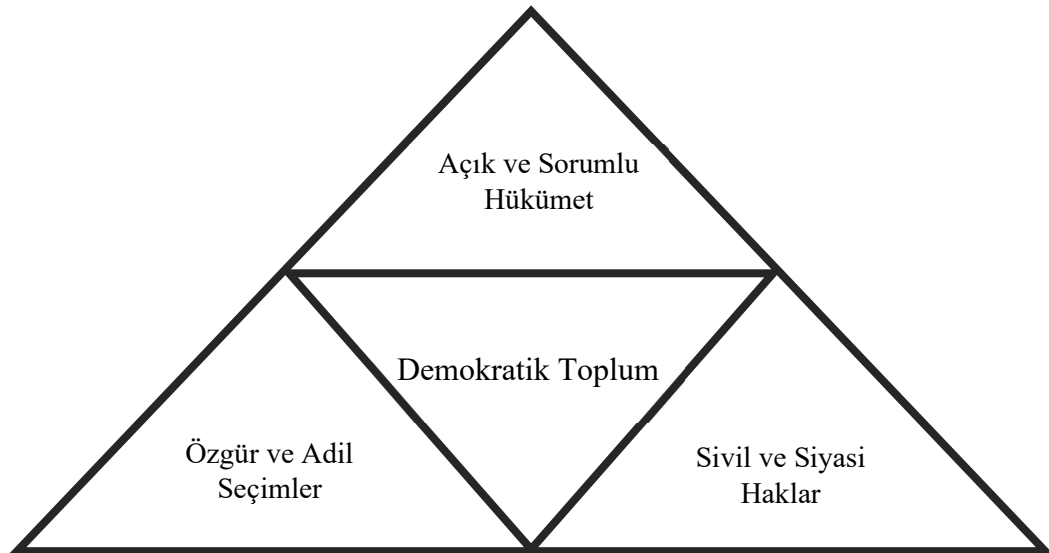 Açık ve Sorumlu
Hükümet
Demokratik Toplum
Özgür ve Adil
Seçimler
Sivil ve Siyasi
Haklar